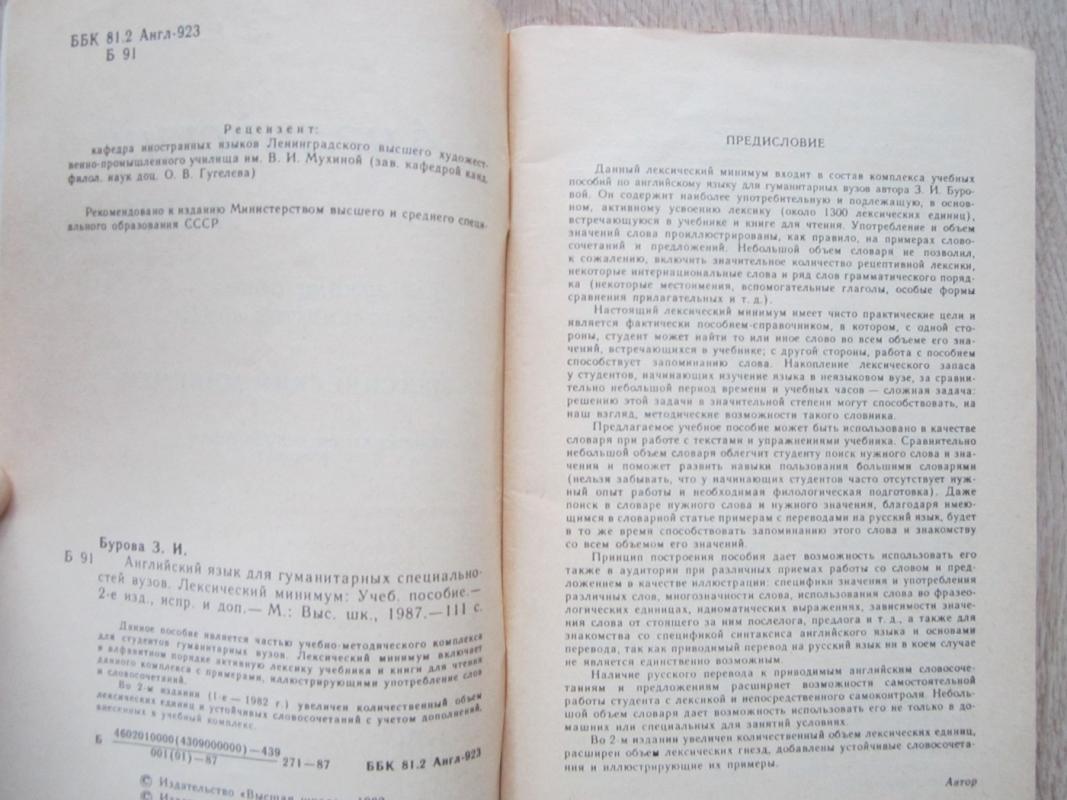 ББК 81.2 Англ-923
Б 91
Рецензент:
кафедра иностранных языков Ленинградского высшего художест-
венно-промышленного училища им. В. И. Мухиной (зав. кафедрой канд.
филол. наук доц. О. В. Гугелева)
Рекомендовано к изданию Министерством высшего и среднего специ-
ального образования СССР
Бурова З. И.
Б 91
Английский язык для гуманитарных специально-
стей вузов. Лексический минимум: Учеб. пособие.—
2-е изд., испр. и доп.— М.: Выс. шк., 1987.—111 с.
Данное пособие является частью учебно-методического комплекса
для студентов гуманитарных вузов. Лексический минимум включает
в алфавитном порядке активную лексику учебника и книги для чтения
данного комплекса с примерами, иллюстрирующими употребление слов
и словосочетаний.
Во 2-м издании (1-е — 1982 г.) увеличен количественный объем
лексических единиц и устойчивых словосочетаний с учетом дополнений,
внесенных в учебный комплекс.
Б 4602010000(4309000000)—439
001(01)—87
271—87
ББК 81.2 Англ-923
© Издательство «Высшая
©
ПРЕДИСЛОВИЕ
Данный лексический минимум входит в состав комплекса учебных
пособий по английскому языку для гуманитарных вузов автора З. И. Буро-
вой. Он содержит наиболее употребительную и подлежащую, в основ-
ном, активному усвоению лексику (около 1300 лексических единиц),
встречающуюся в учебнике и книге для чтения. Употребление и объем
значений слова проиллюстрированы, как правило, на примерах слово-
сочетаний и предложений. Небольшой объем словаря не позволил,
к сожалению, включить значительное количество рецептивной лексики,
некоторые интернациональные слова и ряд слов грамматического поряд-
ка (некоторые местоимения, вспомогательные глаголы, особые формы
сравнения прилагательных и т. д.).
Настоящий лексический минимум имеет чисто практические цели и
является фактически пособием-справочником, в котором, с одной сто-
роны, студент может найти то или иное слово во всем объеме его зна-
чений, встречающихся в учебнике; с другой стороны, работа с пособием
способствует запоминанию слова. Накопление лексического запаса
у студентов, начинающих изучение языка в неязыковом вузе, за сравни-
тельно небольшой период времени и учебных часов — сложная задача:
решению этой задачи в значительной степени могут способствовать, на
наш взгляд, методические возможности такого словника.
Предлагаемое учебное пособие может быть использовано в качестве
словаря при работе с текстами и упражнениями учебника. Сравнительно
небольшой объем словаря облегчит студенту поиск нужного слова и зна-
чения и поможет развить навыки пользования большими словарями
(нельзя забывать, что у начинающих студентов часто отсутствует нуж-
ный опыт работы и необходимая филологическая подготовка). Даже
поиск в словаре нужного слова и нужного значения, благодаря имею-
щимся в словарной статье примерам с переводами на русский язык, будет
в то же время способствовать запоминанию этого слова и знакомству
со всем объемом его значений.
Принцип построения пособия дает возможность использовать его
также в аудитории при различных приемах работы со словом и пред-
ложением в качестве иллюстрации: специфики значения и употребления
различных слов, многозначности слова, использования слова во фразео-
логических единицах, идиоматических выражениях, зависимости значе-
ния слова от стоящего за ним послелога, предлога и т. д., а также для
знакомства со спецификой синтаксиса английского языка и основами
перевода, так как приводимый перевод на русский язык ни в коем случае
не является единственно возможным.
Наличие русского перевода к приводимым английским словосоче-
таниям и предложениям расширяет возможности самостоятельной
работы студента с лексикой и непосредственного самоконтроля. Неболь-
шой объем словаря дает возможность использовать его не только в до-
машних или специальных для занятий условиях.
Во 2-м издании увеличен количественный объем лексических единиц,
расширен объем лексических гнезд, добавлены устойчивые словосочета-
ния и иллюстрирующие их примеры.
Автор